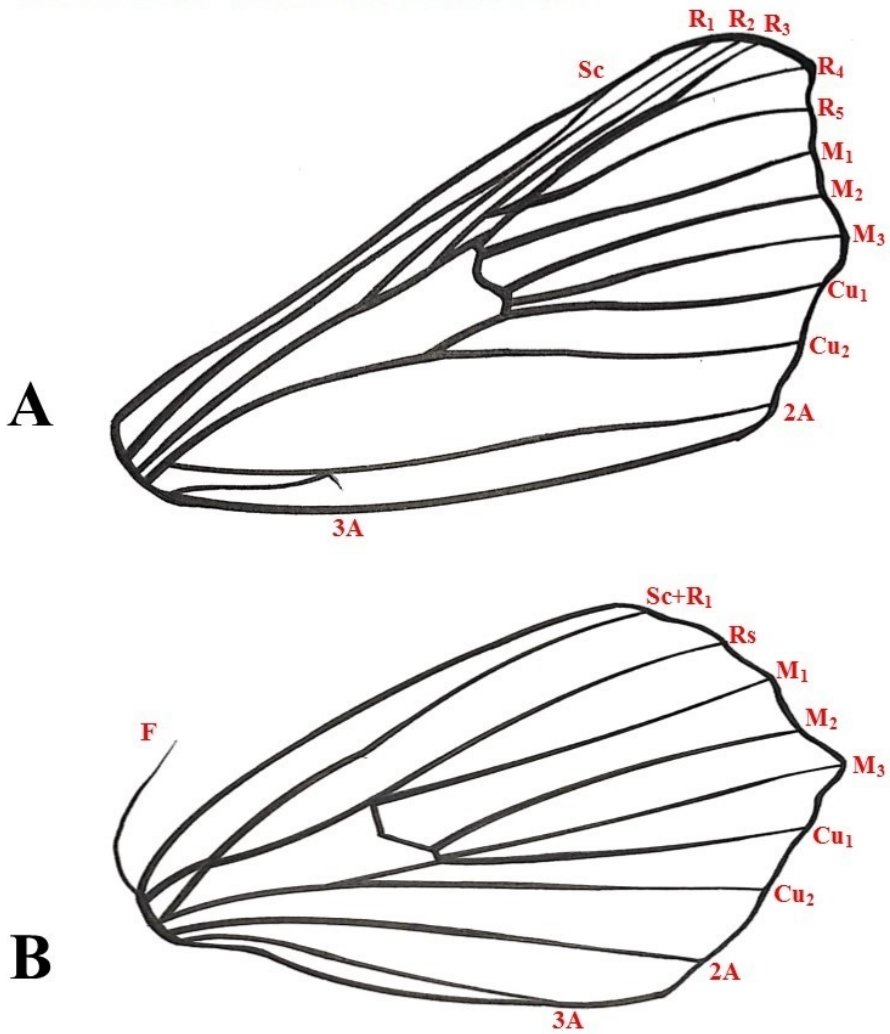 R₁ R₂ R₃
Sc
R₄
R₅
M₁
M₂
M₃
Cu₁
Cu₂
A
2A
3A
Sc+R₁
Rs
M₁
F
M₂
M₃
Cu₁
Cu₂
B
2A
3A